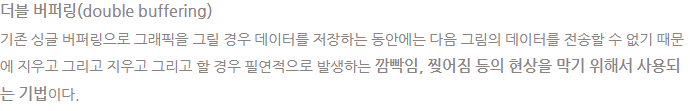 더블 버퍼링(double buffering)
기존 싱글 버퍼링으로 그래픽을 그릴 경우 데이터를 저장하는 동안에는 다음 그림의 데이터를 전송할 수 없기 때문
에 지우고 그리고 지우고 그리고 할 경우 필연적으로 발생하는 깜빡임, 찢어짐 등의 현상을 막기 위해서 사용되
는 기법이다.